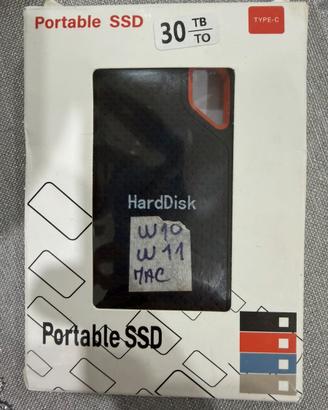 Portable SSD
30 TB
TO
TYPE-C
HardDisk
W10
W11
MAC
Portable SSD